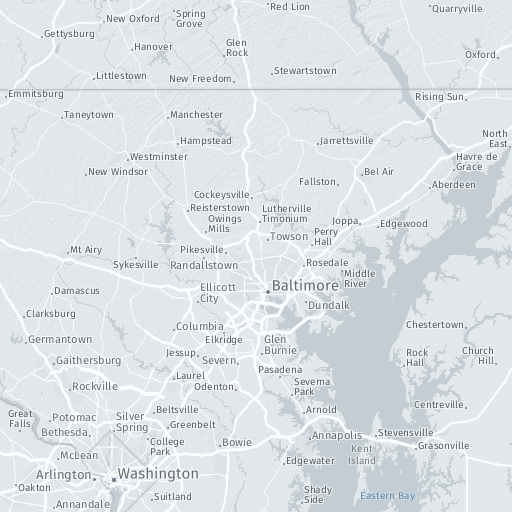 Red Lion
Quarryville
New Oxford
Spring
Grove
Gettysburg
Hanover
Glen
Rock
Oxford
Littlestown
New Freedom
Stewartstown
Emmitsburg
Rising Sun
Taneytown
Manchester
Hampstead
Jarrettsville
North
East
Westminster
Havre de
Grace
New Windsor
Bel Air
Fallston
Aberdeen
Cockeysville
Reisterstown
Lutherville
Timonium
Owings
Mills
Joppa
Edgewood
Towson
Perry
Hall
Mt Airy
Pikesville
Sykesville
Randallstown
Rosedale
Middle
River
Damascus
Ellicott
City
Baltimore
Dundalk
Clarksburg
Columbia
Chestertown
Germantown
Elkridge
Glen
Burnie
Jessup
Severn
Rock
Hall
Church
Hill
Gaithersburg
Pasadena
Laurel
Rockville
Odenton
Severna
Park
Great
Falls
Potomac
Silver
Spring
Beltsville
Arnold
Centreville
Bethesda
Greenbelt
College
Park
Bowie
Annapolis
Stevensville
Kent
Island
Grasonville
McLean
Edgewater
Arlington
Washington
Oakton
Annandale
Suitland
Shady
Side
Eastern Bay